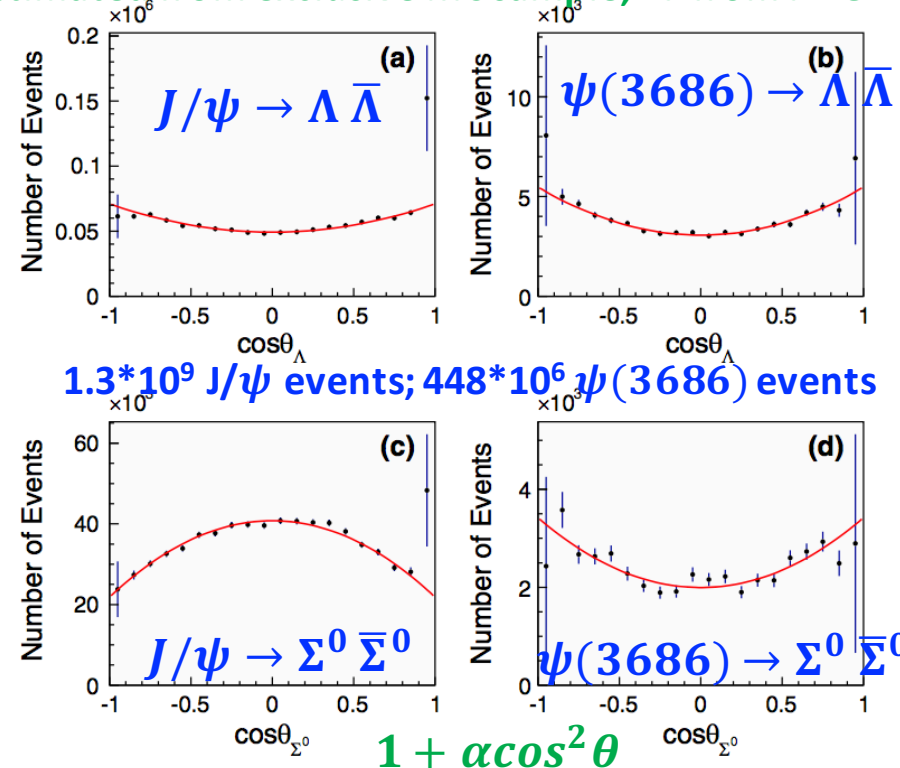 ×10⁶
×10³
(a)
J/ψ → Λ Λ̅
Number of Events
0.2
0.15
0.1
0.05
0
-1 -0.5 0 0.5 1
cosθ_Λ
(b)
ψ(3686) → Λ Λ̅
Number of Events
10
5
0
-1 -0.5 0 0.5 1
cosθ_Λ
1.3*10⁹ J/ψ events; 448*10⁶ ψ(3686) events
×10³
×10³
(c)
Number of Events
60
40
20
0
J/ψ → Σ⁰ Σ̅⁰
-1 -0.5 0 0.5 1
cosθ_Σ⁰
(d)
Number of Events
4
2
0
ψ(3686) → Σ⁰ Σ̅⁰
-1 -0.5 0 0.5 1
cosθ_Σ⁰
1 + αcos²θ